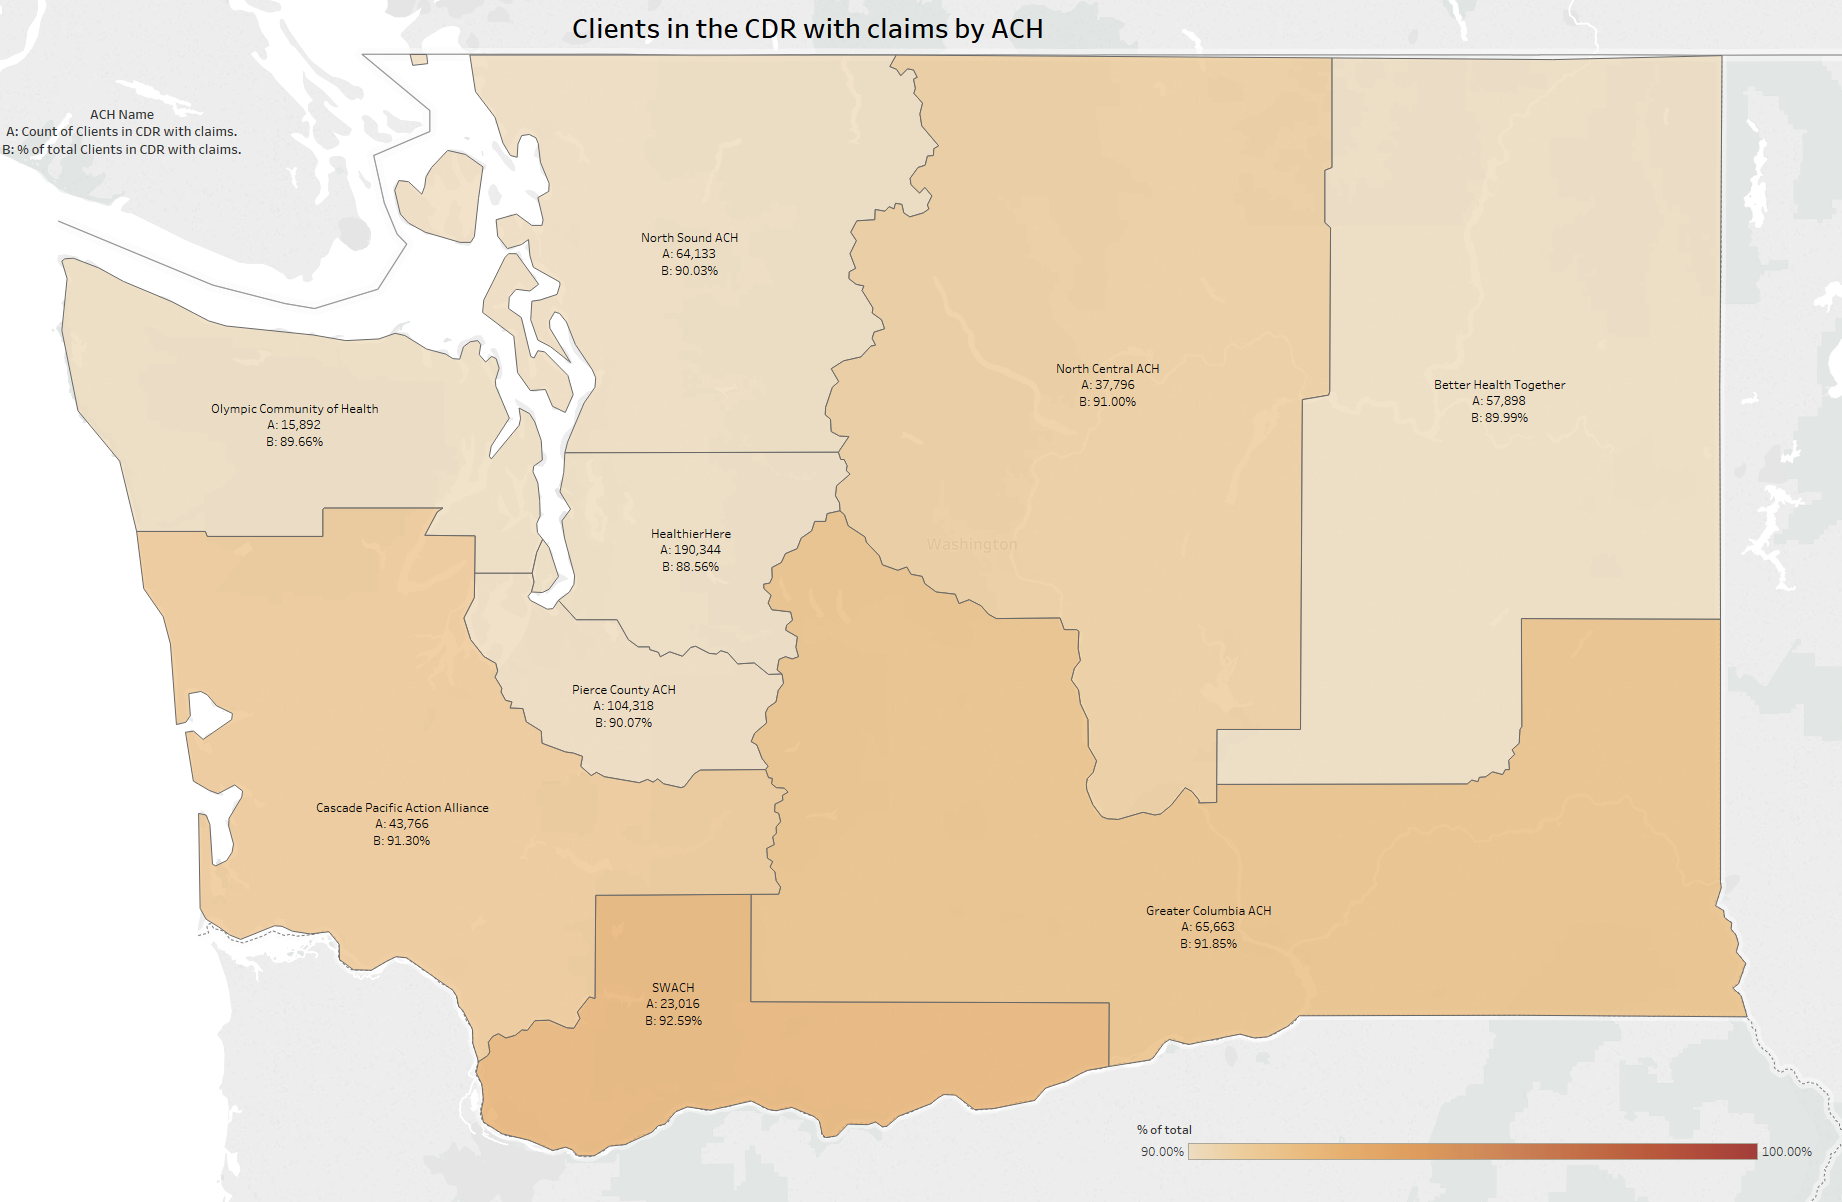 Clients in the CDR with claims by ACH
ACH Name
A: Count of Clients in CDR with claims.
B: % of total Clients in CDR with claims.
North Sound ACH
A: 64,133
B: 90.03%
North Central ACH
A: 37,796
B: 91.00%
Better Health Together
A: 57,898
B: 89.99%
Olympic Community of Health
A: 15,892
B: 89.66%
HealthierHere
A: 190,344
B: 88.56%
Washington
Pierce County ACH
A: 104,318
B: 90.07%
Cascade Pacific Action Alliance
A: 43,766
B: 91.30%
Greater Columbia ACH
A: 65,663
B: 91.85%
SWACH
A: 23,016
B: 92.59%
% of total
90.00% 100.00%